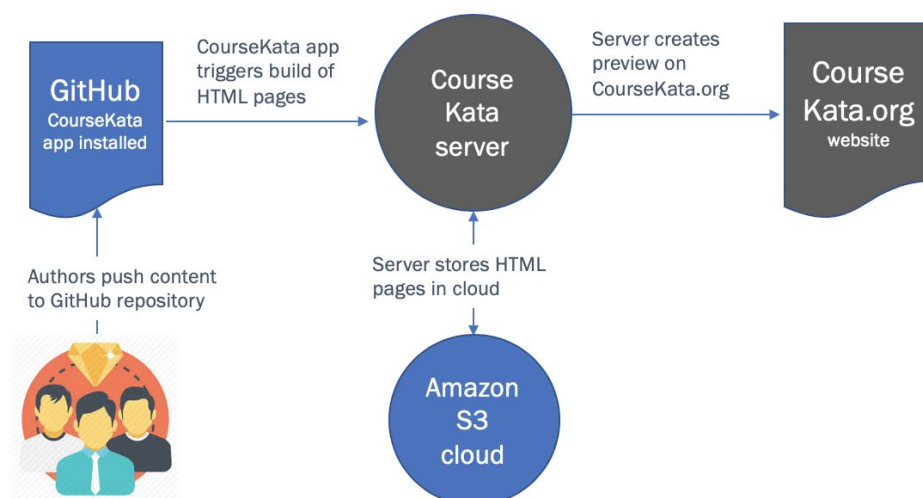 GitHub
CourseKata
app installed
CourseKata app
triggers build of
HTML pages
Course
Kata
server
Server creates
preview on
CourseKata.org
Course
Kata.org
website
Authors push content
to GitHub repository
Server stores HTML
pages in cloud
Amazon
S3
cloud